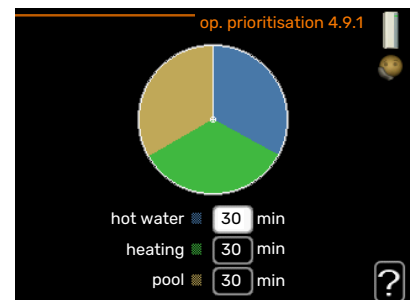 op. prioritisation 4.9.1
hot water 30 min
heating 30 min
pool 30 min
?